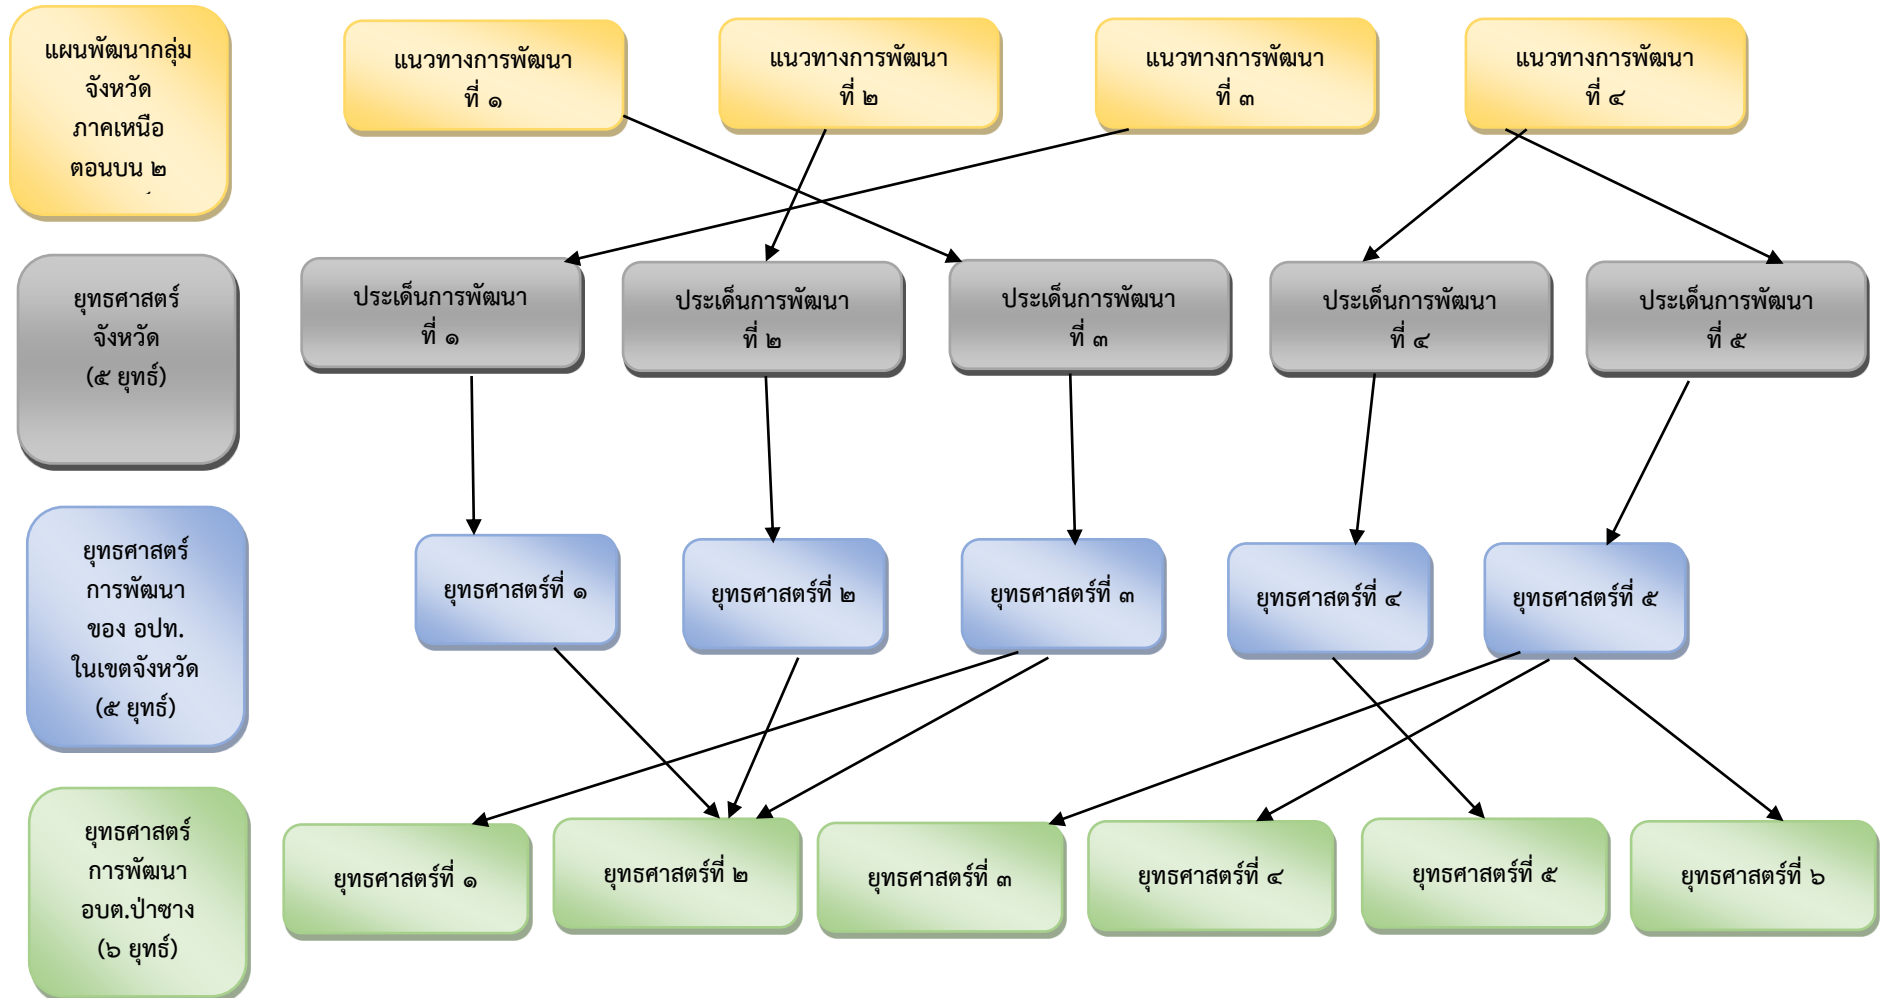 แผนพัฒนากลุ่ม
จังหวัด
ภาคเหนือ
ตอนบน ๒
แนวทางการพัฒนา
ที่ ๑
แนวทางการพัฒนา
ที่ ๒
แนวทางการพัฒนา
ที่ ๓
แนวทางการพัฒนา
ที่ ๔
ยุทธศาสตร์
จังหวัด
(๕ ยุทธ์)
ประเด็นการพัฒนา
ที่ ๑
ประเด็นการพัฒนา
ที่ ๒
ประเด็นการพัฒนา
ที่ ๓
ประเด็นการพัฒนา
ที่ ๔
ประเด็นการพัฒนา
ที่ ๕
ยุทธศาสตร์
การพัฒนา
ของ อปท.
ในเขตจังหวัด
(๕ ยุทธ์)
ยุทธศาสตร์ที่ ๑
ยุทธศาสตร์ที่ ๒
ยุทธศาสตร์ที่ ๓
ยุทธศาสตร์ที่ ๔
ยุทธศาสตร์ที่ ๕
ยุทธศาสตร์
การพัฒนา
อบต.ป่าซาง
(๖ ยุทธ์)
ยุทธศาสตร์ที่ ๑
ยุทธศาสตร์ที่ ๒
ยุทธศาสตร์ที่ ๓
ยุทธศาสตร์ที่ ๔
ยุทธศาสตร์ที่ ๕
ยุทธศาสตร์ที่ ๖